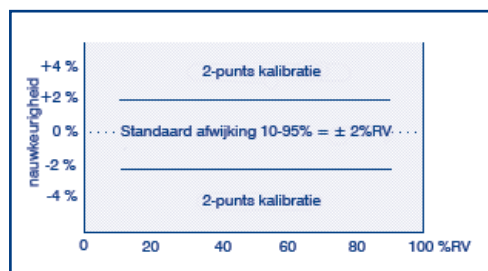 nauwkeurigheid
+4 %
2-punts kalibratie
+2 %
0 %
Standaard afwijking 10-95% = ± 2%RV
-2 %
-4 %
2-punts kalibratie
0 20 40 60 80 100 %RV